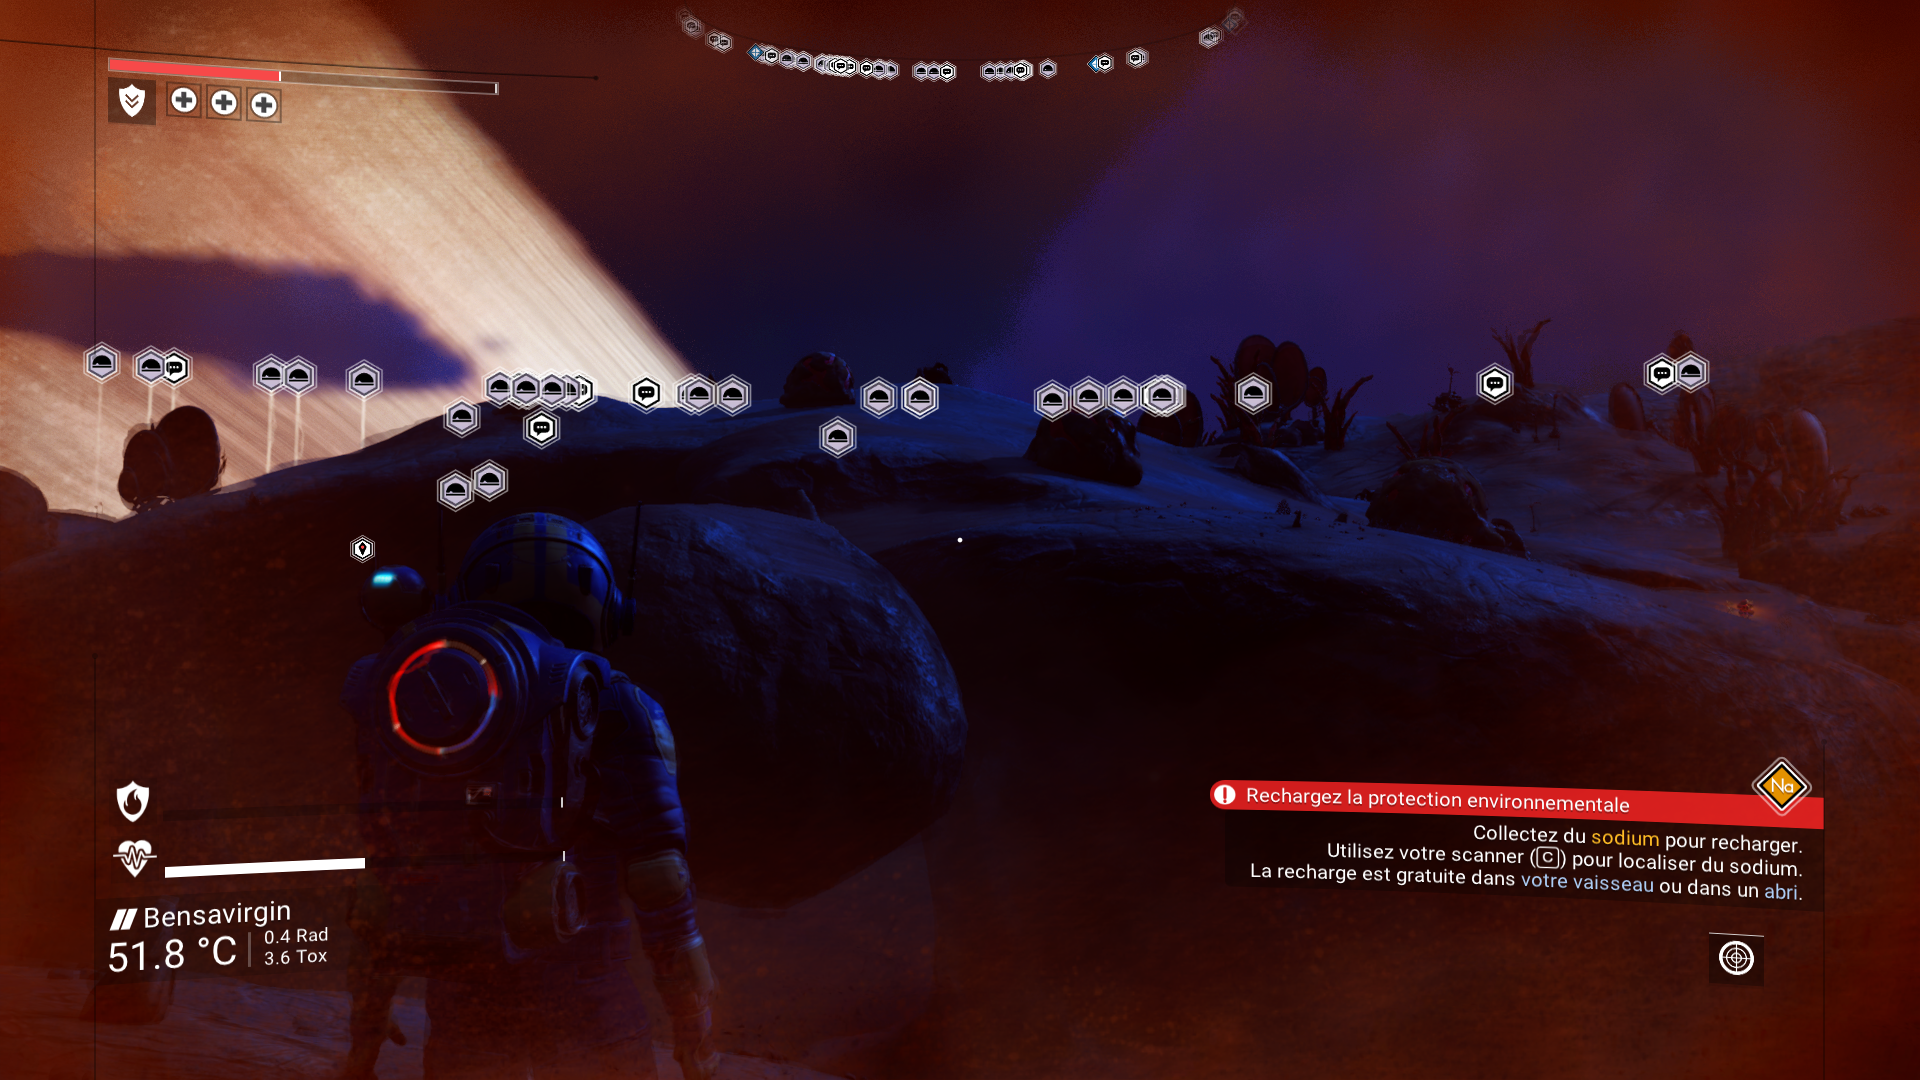 Rechargez la protection environnementale
Na
Collectez du sodium pour recharger.
Utilisez votre scanner (C) pour localiser du sodium.
La recharge est gratuite dans votre vaisseau ou dans un abri.
Bensavirgin
51.8 °C
0.4 Rad
3.6 Tox